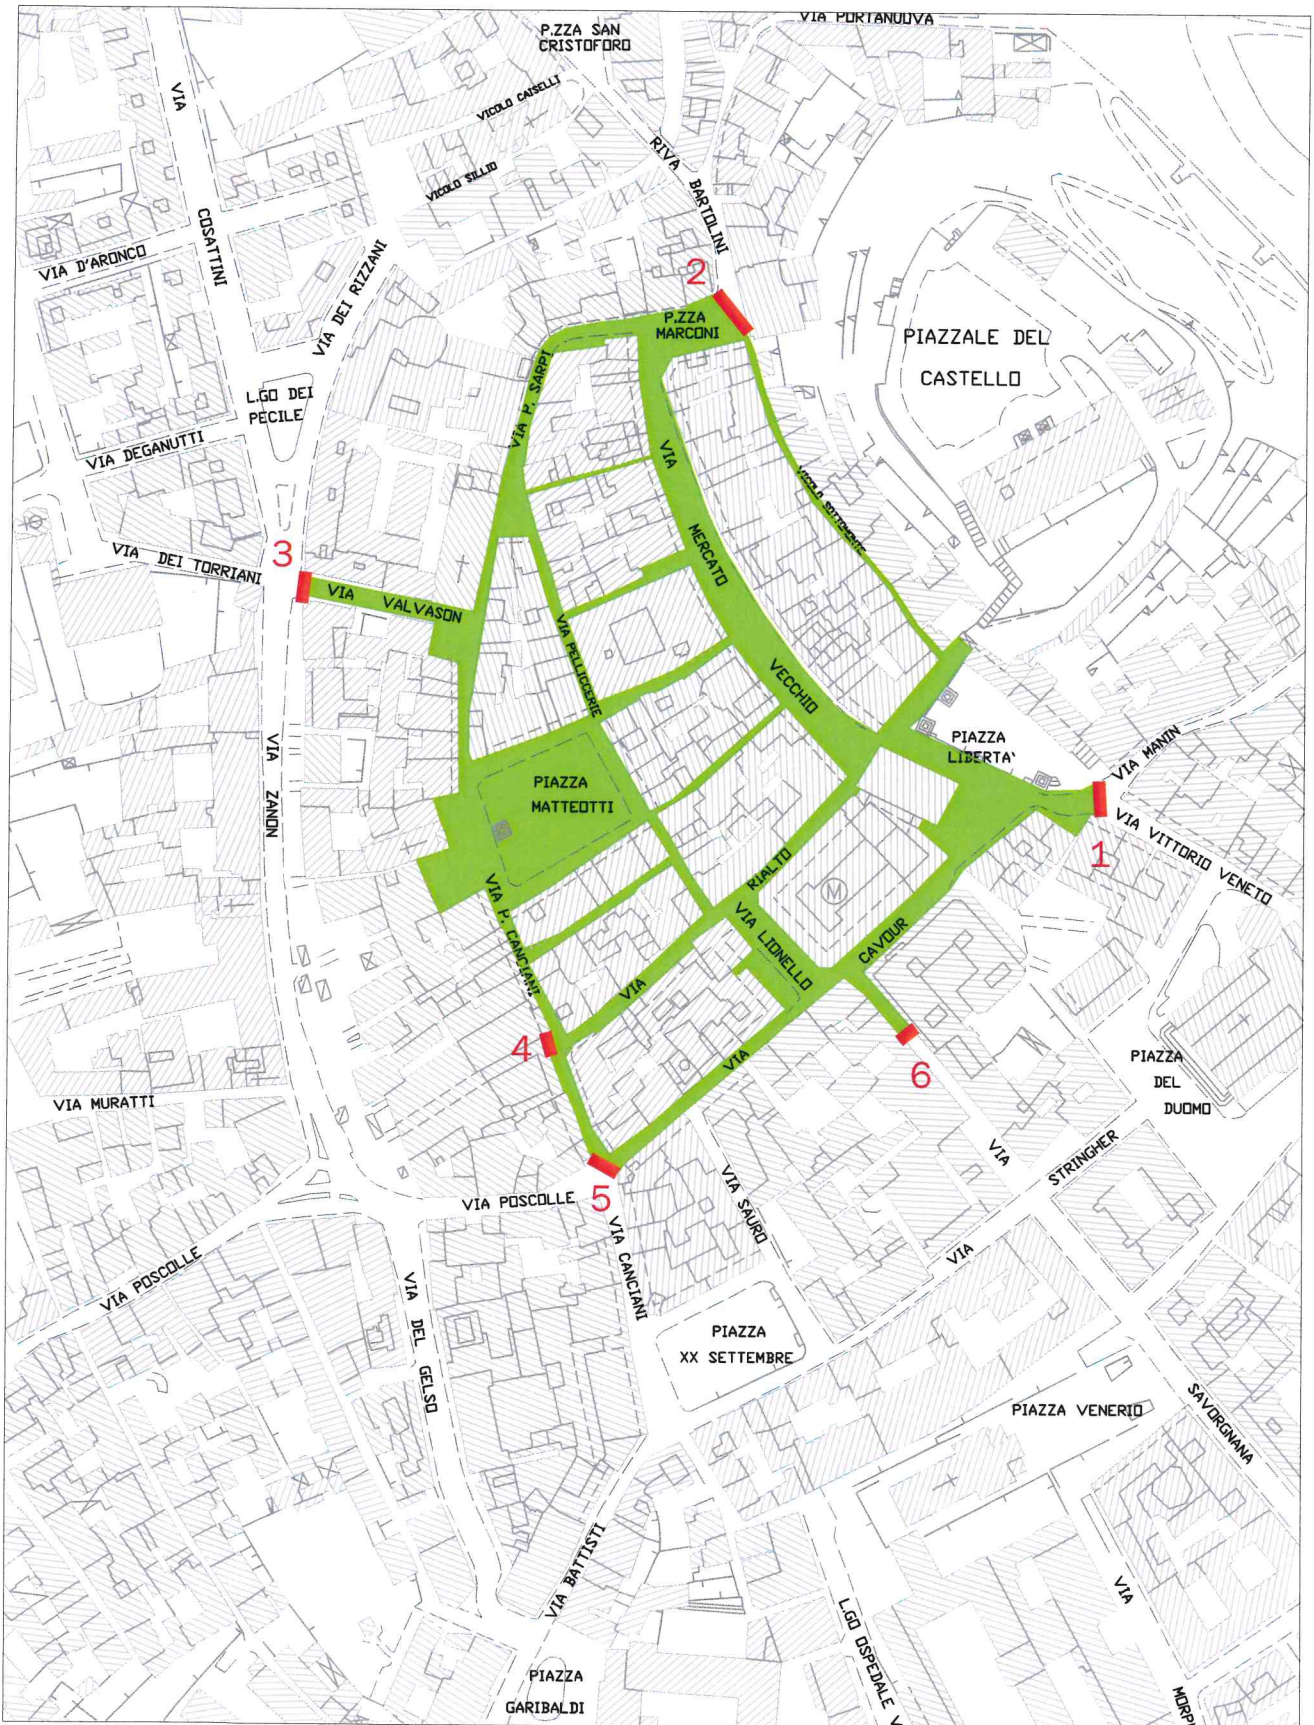 VIA PORTANUOVA
P.ZZA SAN
CRISTOFORO
VIA
COSATTINI
VICOLO CAISELLI
VICOLO SILLIO
RIVA
BARTOLINI
VIA D'ARONCO
VIA DEI RIZZANI
2
P.ZZA
MARCONI
PIAZZALE DEL
CASTELLO
L.GO DEI
PECILE
VIA P. SARPI
VIA DEGANUTTI
VIA
MERCATO
VECCHIO
VICOLO SOTTOMONTE
VIA DEI TORRIANI
3
VIA VALVASON
VIA PELLICCERIE
PIAZZA
LIBERTA'
VIA MANIN
VIA ZANON
PIAZZA
MATTEOTTI
1
VIA VITTORIO VENETO
RIALTO
M
VIA P. CANCIANI
VIA LIONELLO
CAVOUR
VIA
4
VIA
6
PIAZZA
DEL
DUOMO
VIA MURATTI
VIA
STRINGHER
5
VIA POSCOLLE
VIA SAURO
VIA CANCIANI
VIA
VIA POSCOLLE
VIA DEL GELSO
PIAZZA
XX SETTEMBRE
PIAZZA VENERIO
SAVORGNANA
VIA BATTISTI
VIA
L.GO OSPEDALE V
PIAZZA
GARIBALDI
MORP